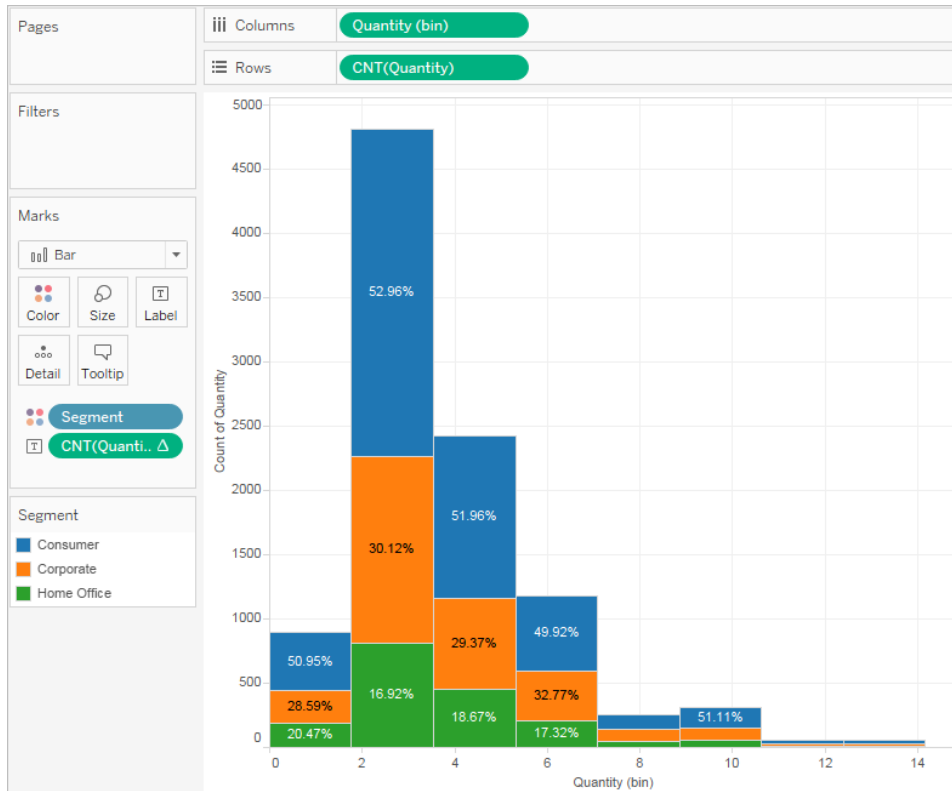 Pages
Columns
Quantity (bin)
Rows
CNT(Quantity)
Filters
Marks
Bar
Color
Size
T
Label
Detail
Tooltip
Segment
T
CNT(Quanti.. Δ
Segment
Consumer
Corporate
Home Office
Count of Quantity
5000
4500
4000
3500
3000
2500
2000
1500
1000
500
0
52.96%
30.12%
16.92%
51.96%
29.37%
18.67%
50.95%
28.59%
20.47%
49.92%
32.77%
17.32%
51.11%
0
2
4
6
8
10
12
14
Quantity (bin)